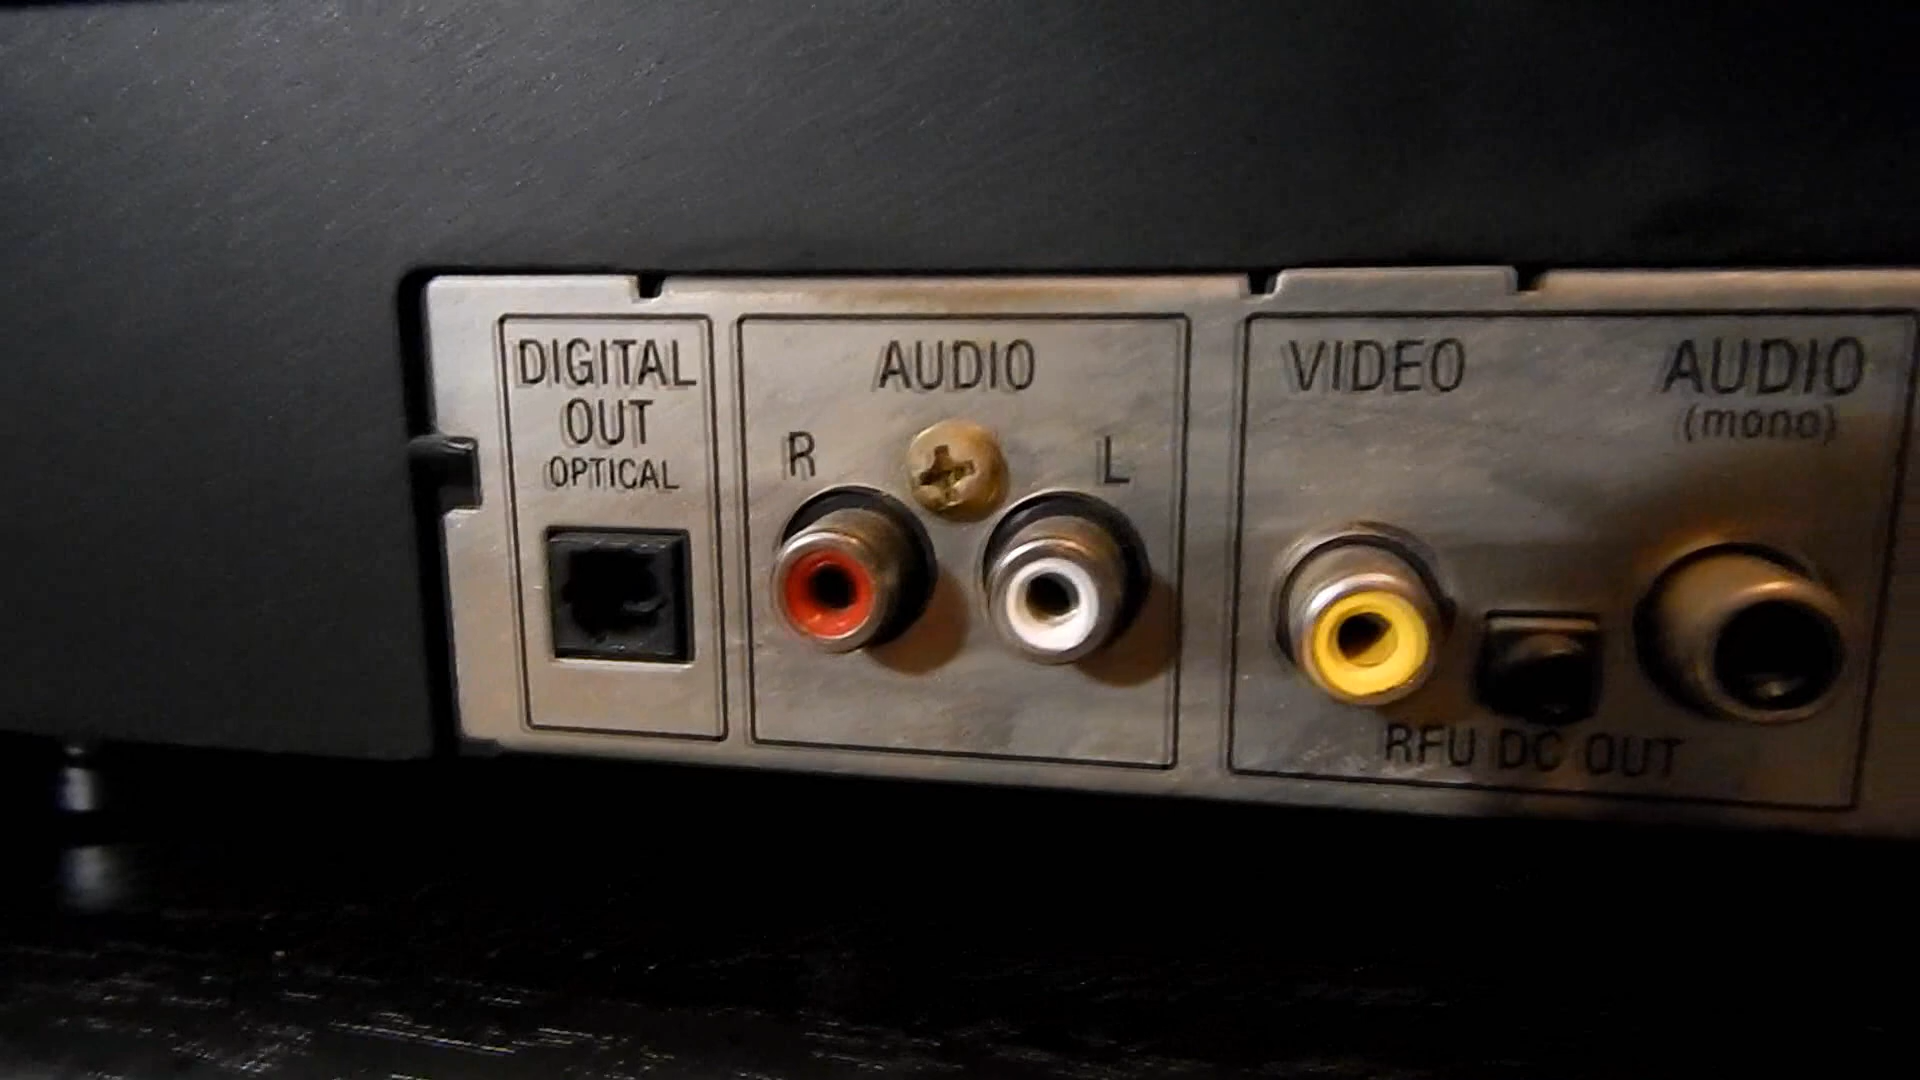 DIGITAL
OUT
OPTICAL
AUDIO
R
L
VIDEO
AUDIO
(mono)
RFU DC OUT